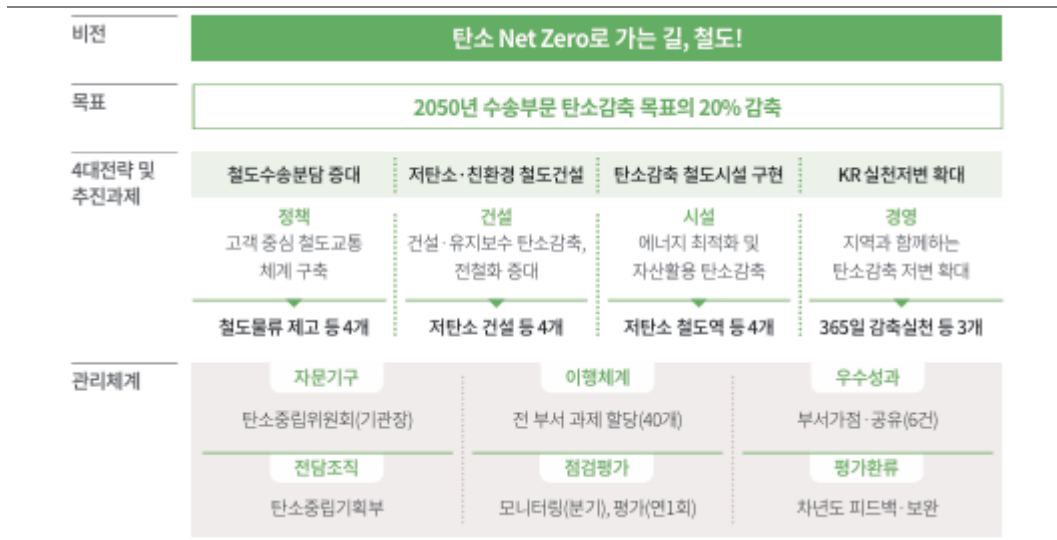 비전
탄소 Net Zero로 가는 길, 철도!
목표
2050년 수송부문 탄소감축 목표의 20% 감축
4대전략 및
추진과제
철도수송분담 증대
저탄소·친환경 철도건설
탄소감축 철도시설 구현
KR 실천저변 확대
정책
고객 중심 철도교통
체계 구축
건설
건설·유지보수 탄소감축,
전철화 증대
시설
에너지 최적화 및
자산활용 탄소감축
경영
지역과 함께하는
탄소감축 저변 확대
철도물류 제고 등 4개
저탄소 건설 등 4개
저탄소 철도역 등 4개
365일 감축실천 등 3개
관리체계
자문기구
탄소중립위원회(기관장)
이행체계
전 부서 과제 할당(40개)
우수성과
부서가점·공유(6건)
전담조직
탄소중립기획부
점검평가
모니터링(분기), 평가(연1회)
평가환류
차년도 피드백·보완